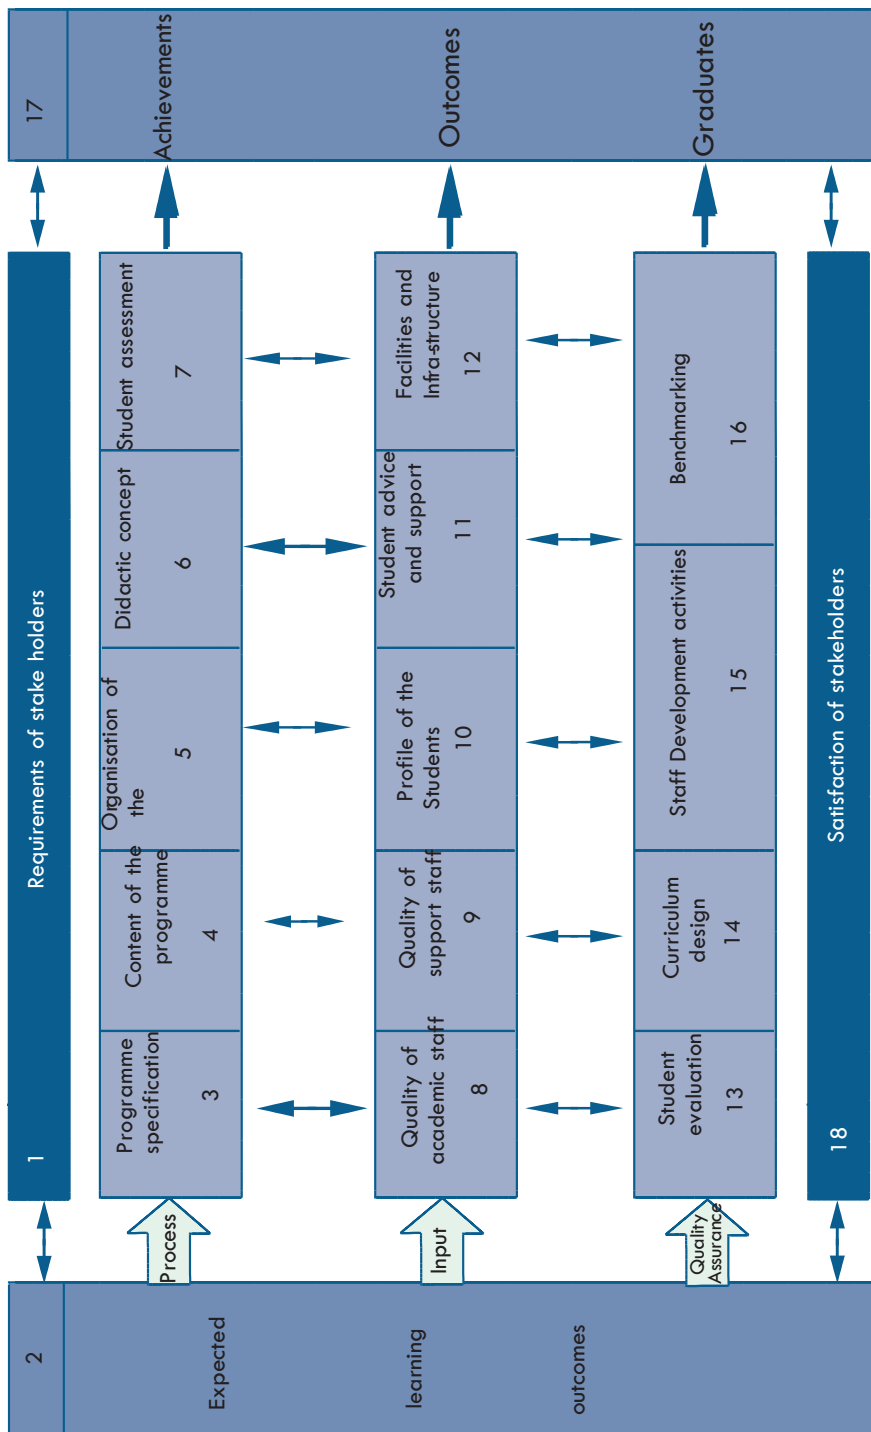 1
Requirements of stake holders
2
Expected
learning
outcomes
Process
Programme
specification
3
Content of the
programme
4
Organisation of
the
5
Didactic concept
6
Student assessment
7
Input
Quality of
academic staff
8
Quality of
support staff
9
Profile of the
Students
10
Student advice
and support
11
Facilities and
Infra-structure
12
Quality
Assurance
Student
evaluation
13
Curriculum
design
14
Staff Development activities
15
Benchmarking
16
17
Achievements
Outcomes
Graduates
18
Satisfaction of stakeholders